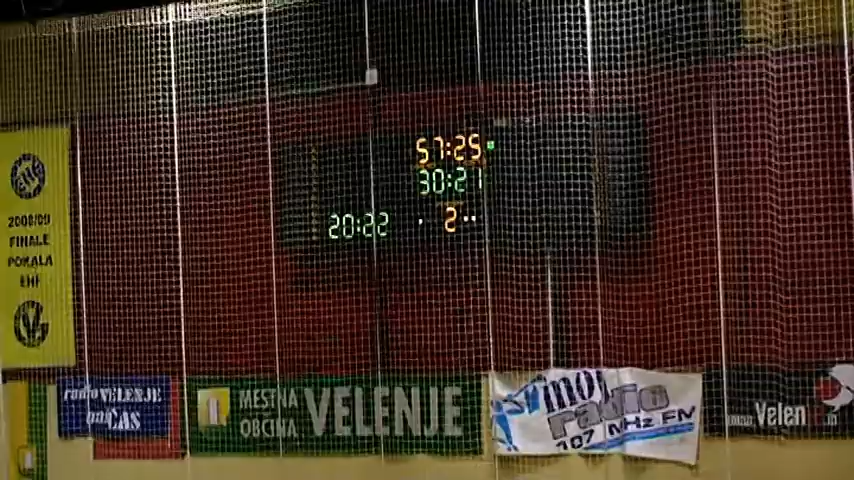 57:25
30:21
20:22
2
2008/09
FINALE
POKALA
EHF
radio VELENJE
naš ČAS
MESTNA
OBČINA
VELENJE
moj
radio
107 MHz FM
Velen